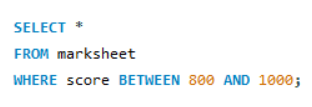 SELECT *
FROM marksheet
WHERE score BETWEEN 800 AND 1000;